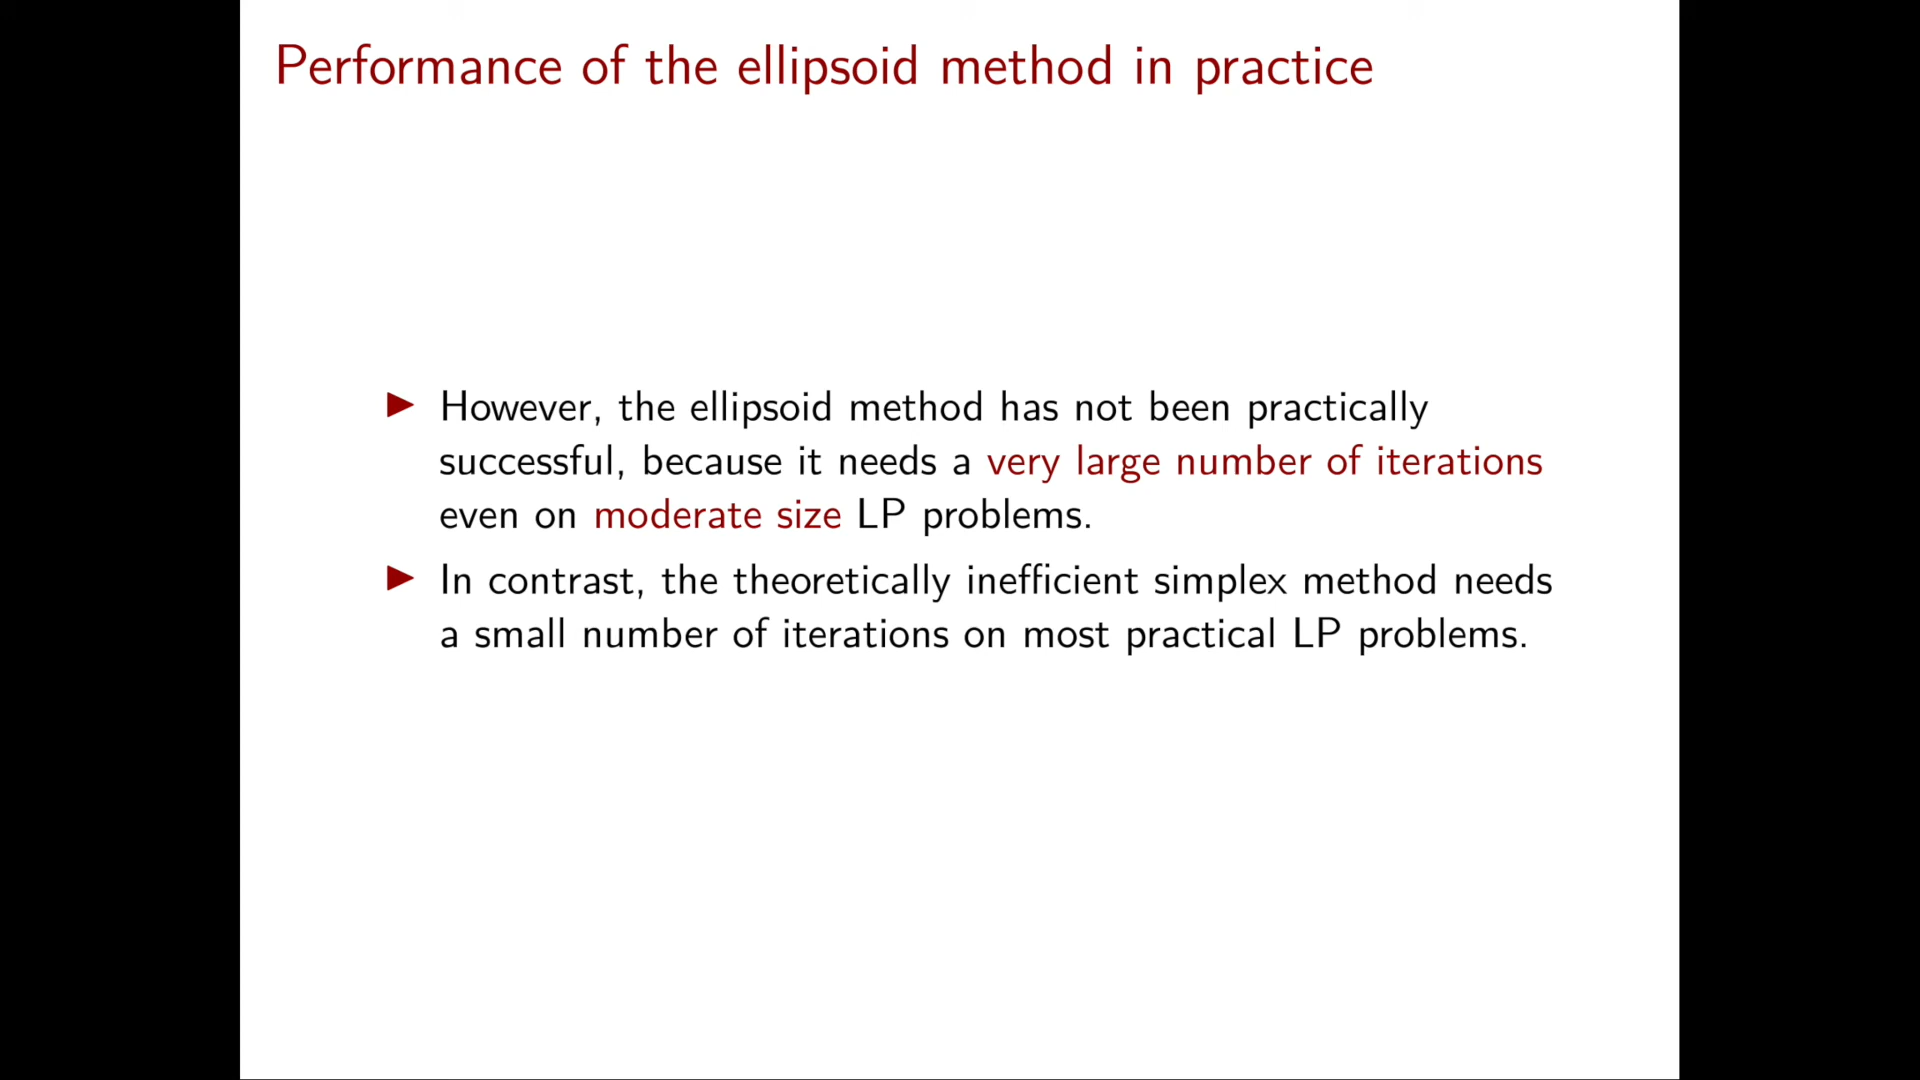 Performance of the ellipsoid method in practice
However, the ellipsoid method has not been practically
successful, because it needs a very large number of iterations
even on moderate size LP problems.
In contrast, the theoretically inefficient simplex method needs
a small number of iterations on most practical LP problems.